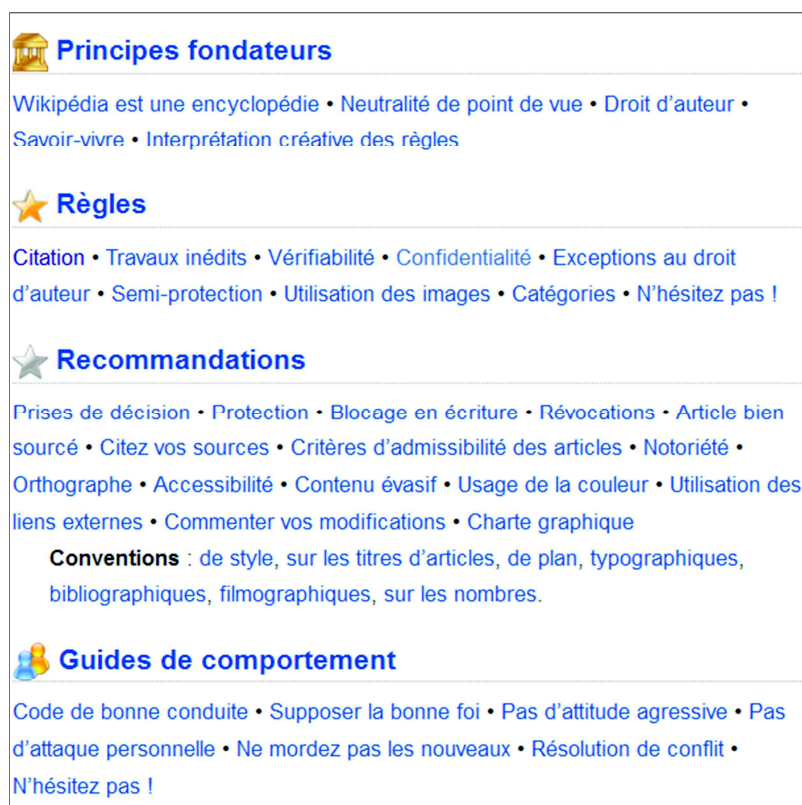 Principes fondateurs
Wikipédia est une encyclopédie • Neutralité de point de vue • Droit d’auteur •
Savoir-vivre • Interprétation créative des règles
Règles
Citation • Travaux inédits • Vérifiabilité • Confidentialité • Exceptions au droit
d’auteur • Semi-protection • Utilisation des images • Catégories • N’hésitez pas !
Recommandations
Prises de décision • Protection • Blocage en écriture • Révocations • Article bien
sourcé • Citez vos sources • Critères d’admissibilité des articles • Notoriété •
Orthographe • Accessibilité • Contenu évasif • Usage de la couleur • Utilisation des
liens externes • Commenter vos modifications • Charte graphique
Conventions : de style, sur les titres d’articles, de plan, typographiques,
bibliographiques, filmographiques, sur les nombres.
Guides de comportement
Code de bonne conduite • Supposer la bonne foi • Pas d’attitude agressive • Pas
d’attaque personnelle • Ne mordez pas les nouveaux • Résolution de conflit •
N’hésitez pas !